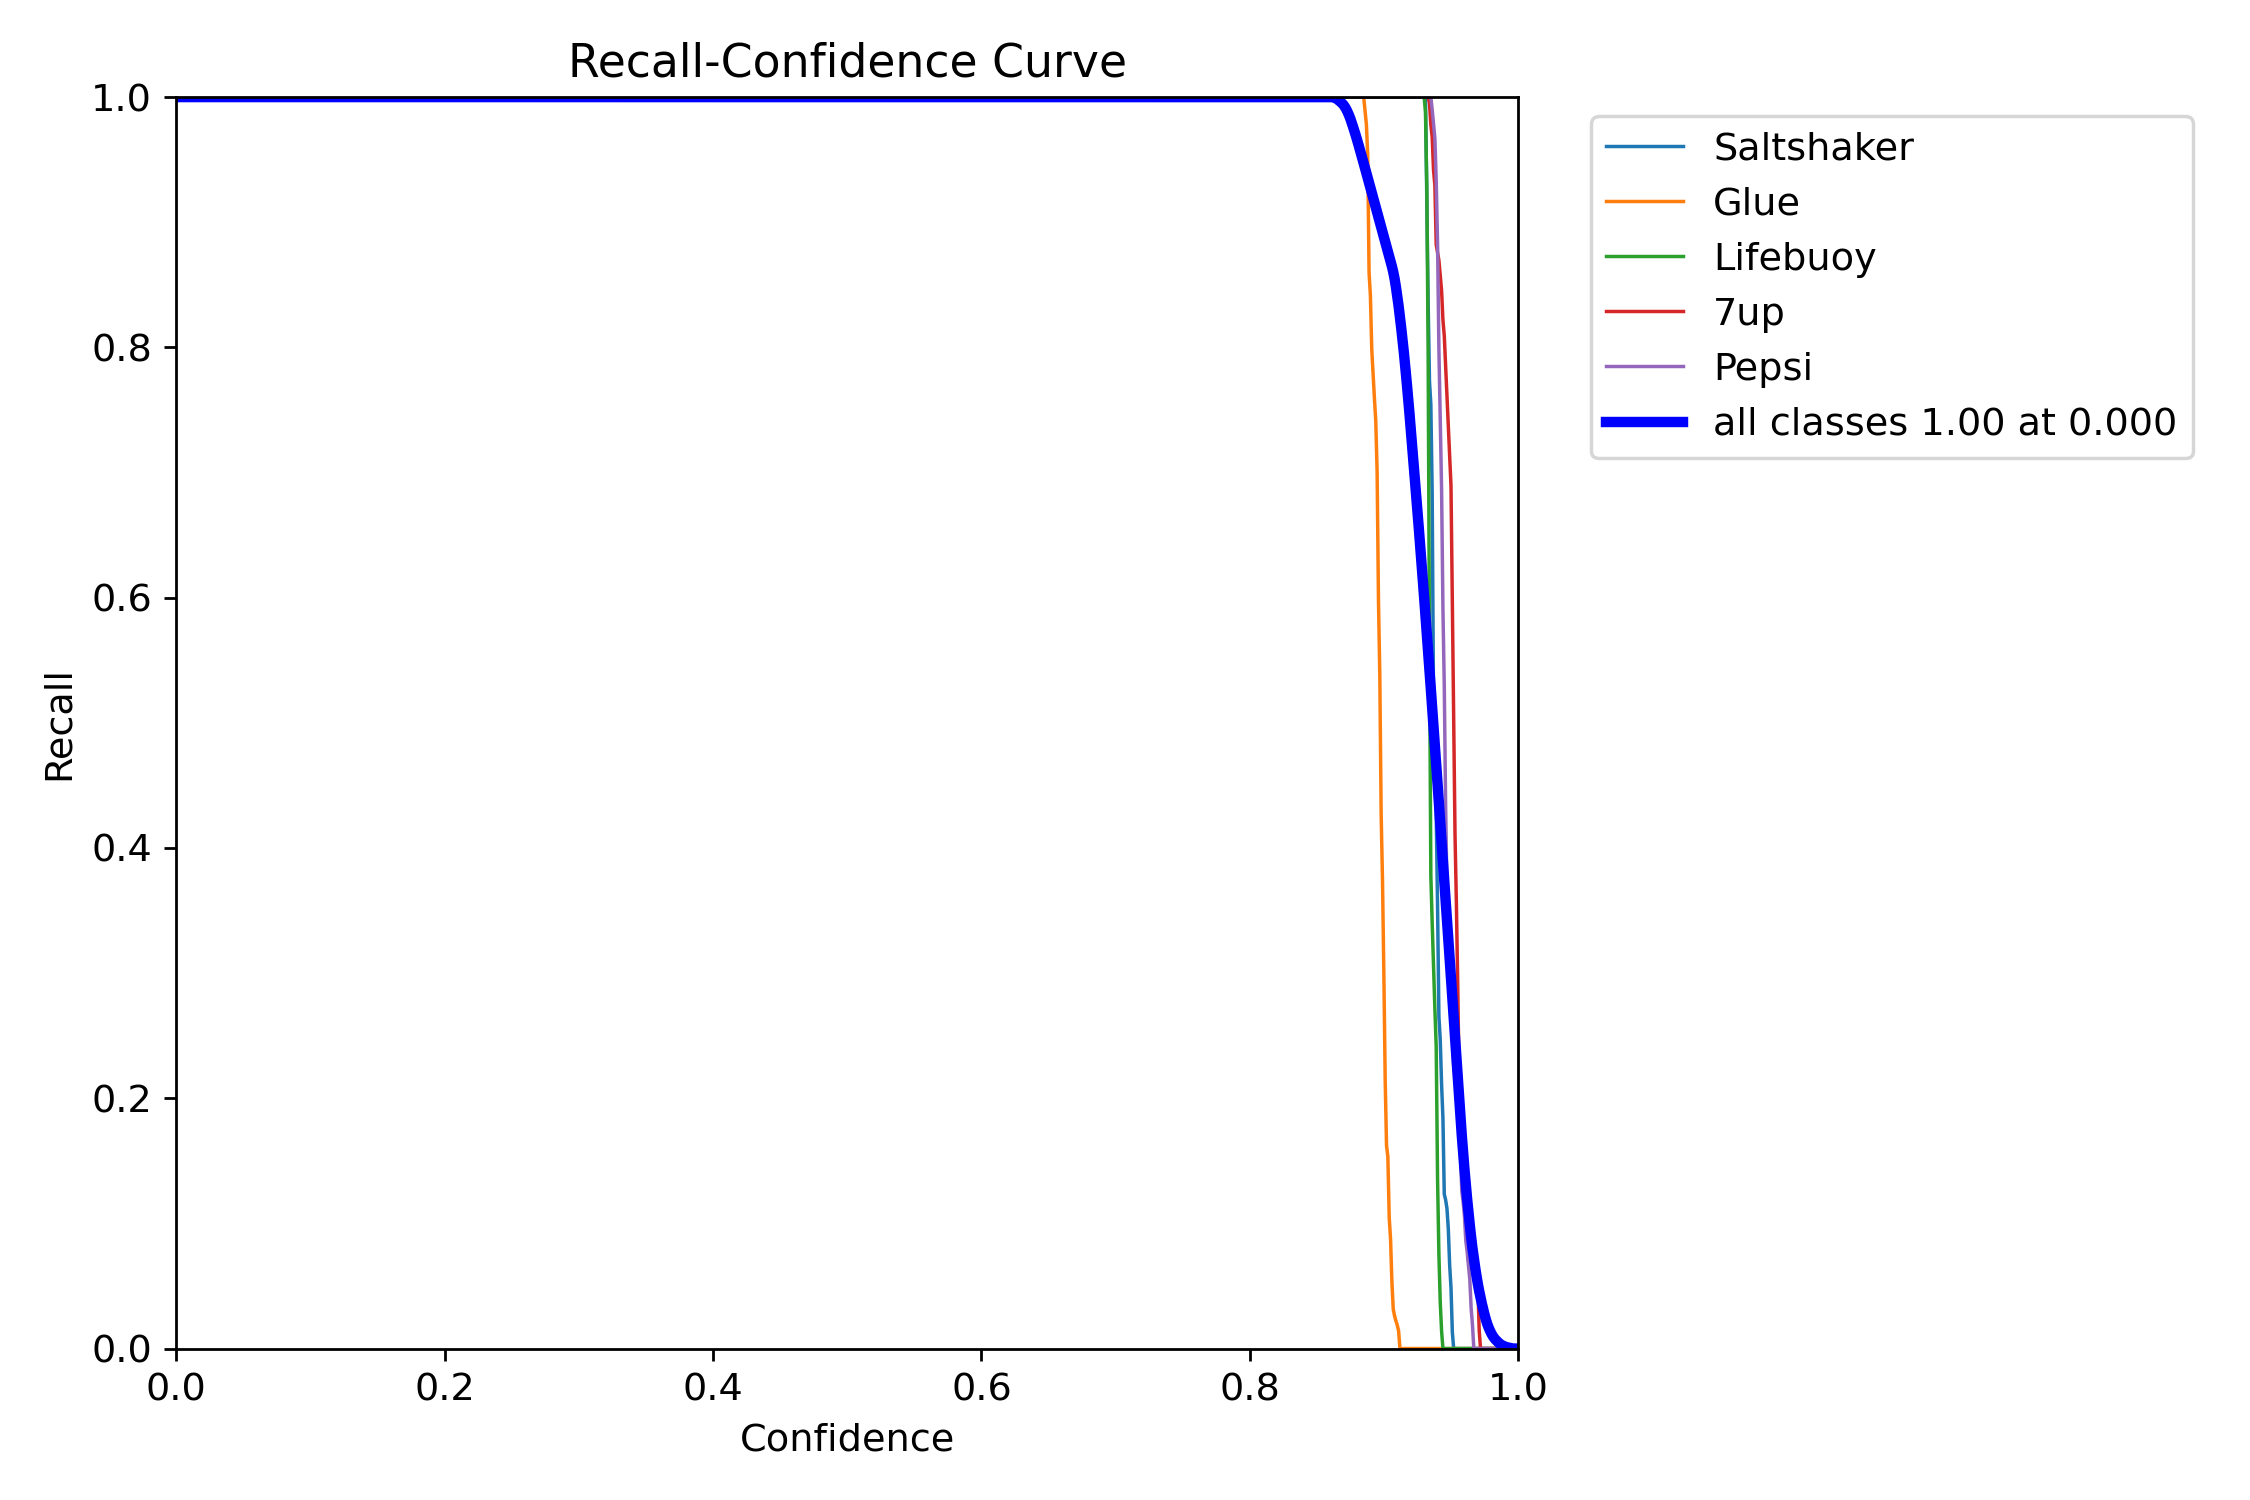 Recall-Confidence Curve
1.0
0.8
0.6
0.4
0.2
0.0
Recall
0.0 0.2 0.4 0.6 0.8 1.0
Confidence
Saltshaker
Glue
Lifebuoy
7up
Pepsi
all classes 1.00 at 0.000